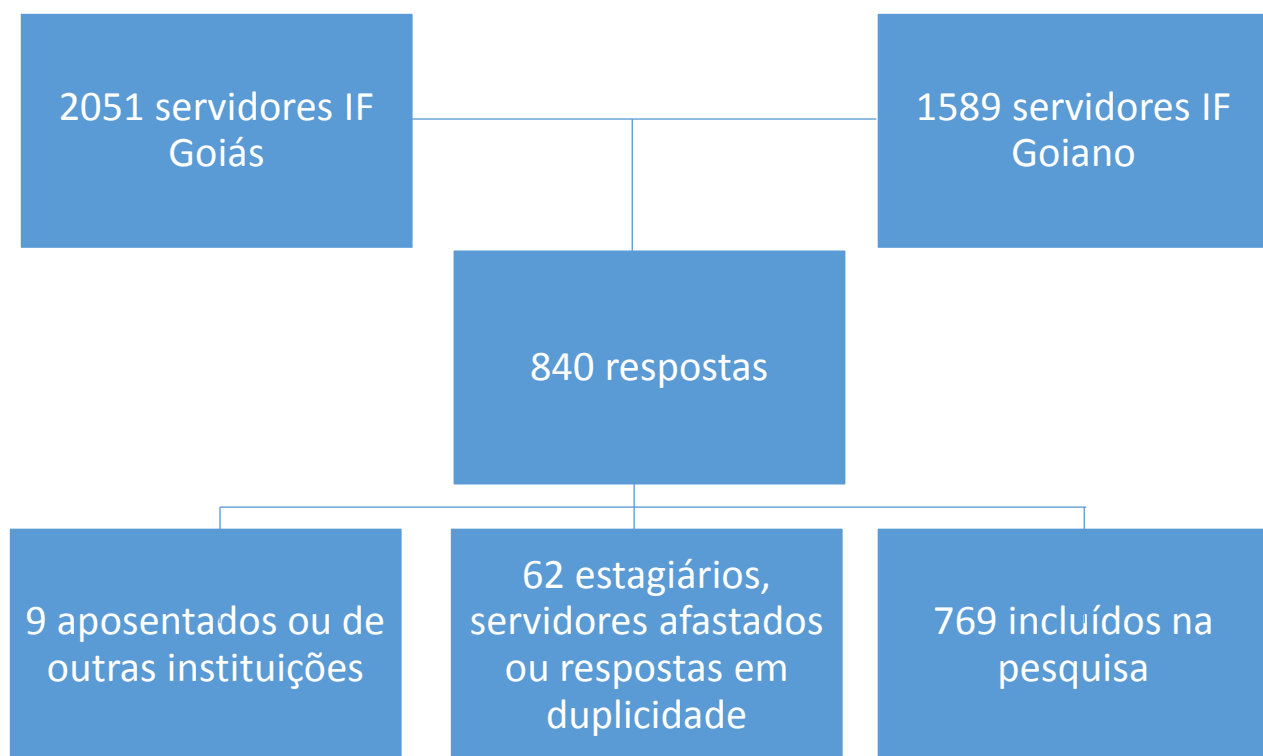 2051 servidores IF
Goiás
1589 servidores IF
Goiano
840 respostas
9 aposentados ou de
outras instituições
62 estagiários,
servidores afastados
ou respostas em
duplicidade
769 incluídos na
pesquisa